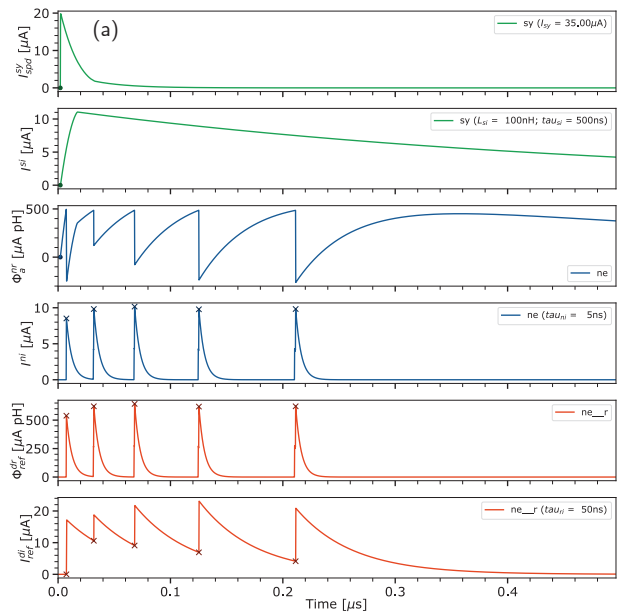 (a)
I^{sy}_{spd} [μA]
20
10
0
sy (I_{sy} = 35.00μA)
I^{si} [μA]
10
5
0
sy (L_{si} = 100nH; tau_{si} = 500ns)
Φ^{nr}_{a} [μA pH]
500
0
ne
I^{ni} [μA]
10
5
0
ne (tau_{ni} = 5ns)
Φ^{dr}_{ref} [μA pH]
500
250
0
ne__r
I^{di}_{ref} [μA]
20
10
0
ne__r (tau_{ri} = 50ns)
0.0 0.1 0.2 0.3 0.4
Time [μs]